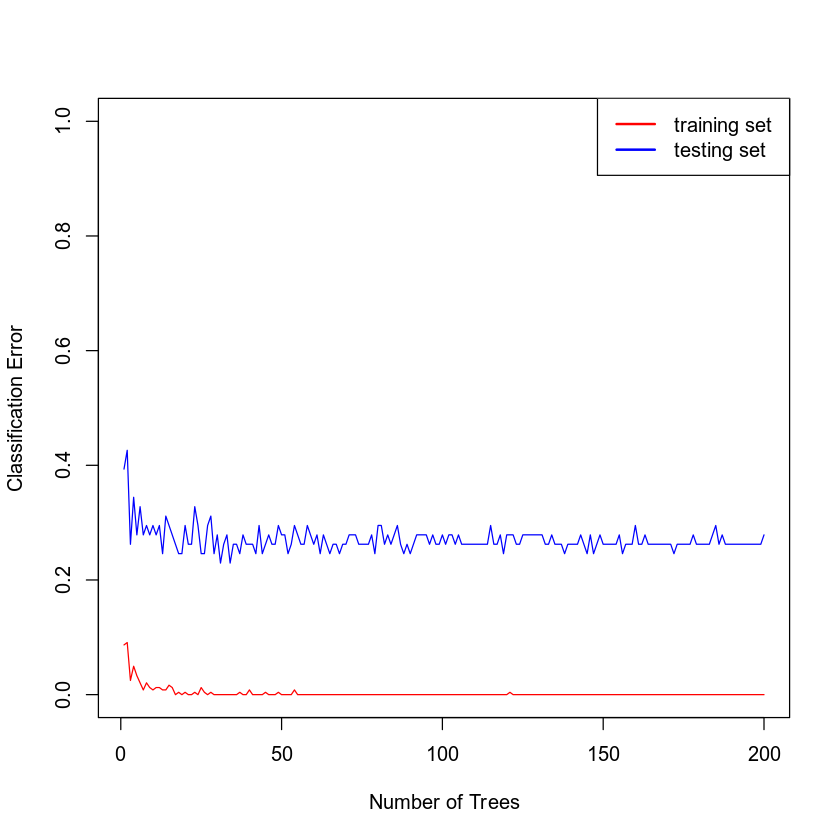 training set
testing set
1.0
0.8
0.6
0.4
0.2
0.0
Classification Error
0 50 100 150 200
Number of Trees